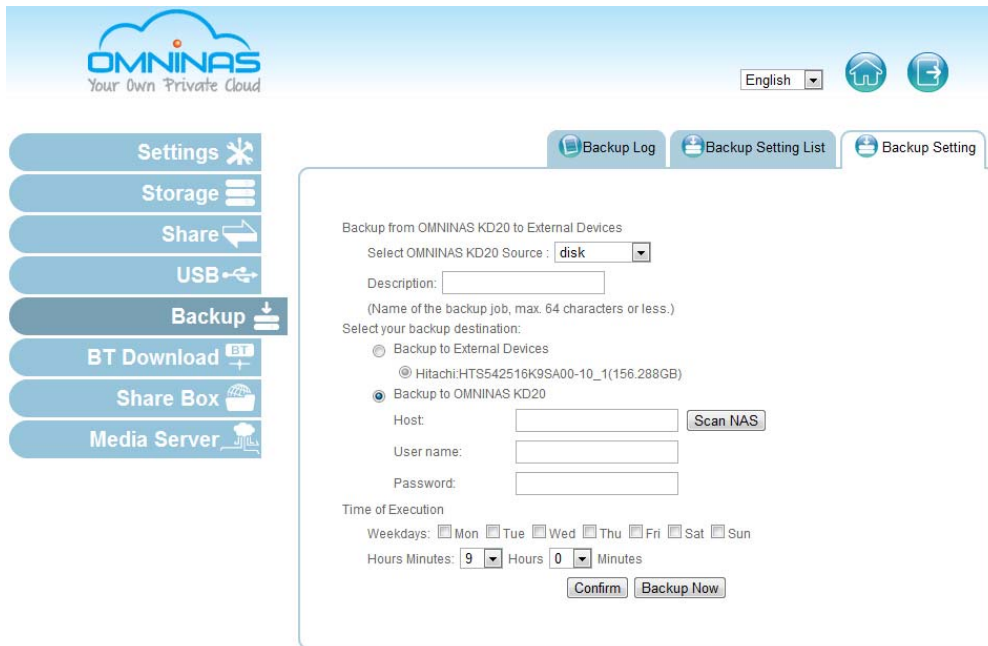 OMNINAS
Your Own Private Cloud
English
Settings
Storage
Share
USB
Backup
BT Download BT
Share Box
Media Server
Backup Log Backup Setting List Backup Setting
Backup from OMNINAS KD20 to External Devices
Select OMNINAS KD20 Source : disk
Description:
(Name of the backup job, max. 64 characters or less.)
Select your backup destination:
Backup to External Devices
Hitachi:HTS542516K9SA00-10_1(156.288GB)
Backup to OMNINAS KD20
Host: Scan NAS
User name:
Password:
Time of Execution
Weekdays: Mon Tue Wed Thu Fri Sat Sun
Hours Minutes: 9 Hours 0 Minutes
Confirm Backup Now